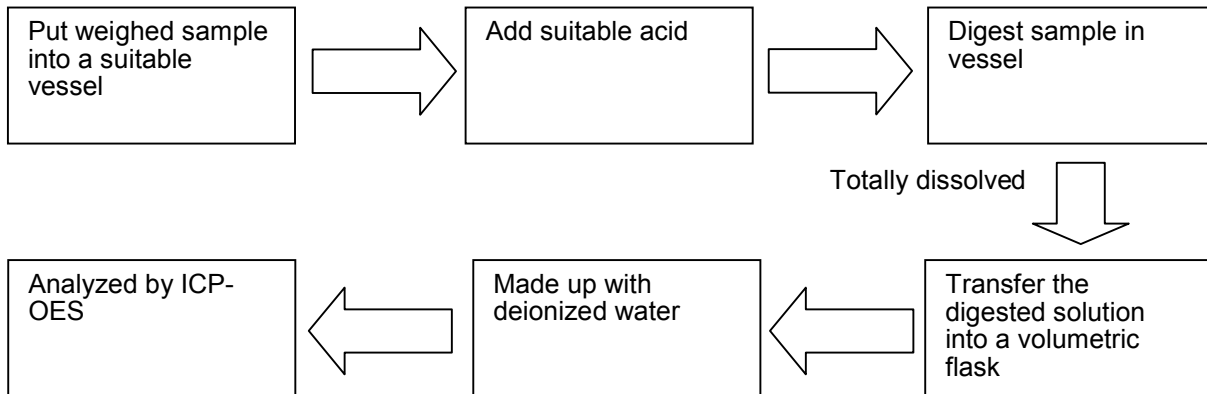 Put weighed sample
into a suitable
vessel
Add suitable acid
Digest sample in
vessel
Totally dissolved
Transfer the
digested solution
into a volumetric
flask
Made up with
deionized water
Analyzed by ICP-
OES